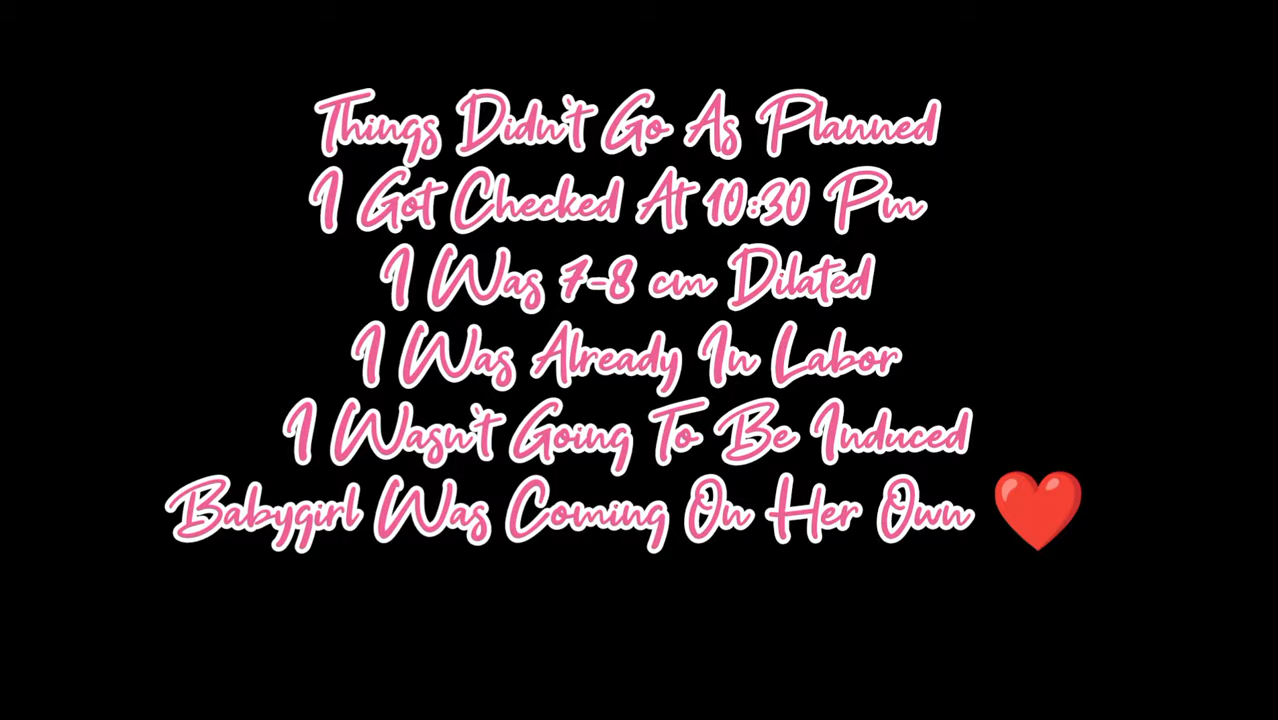 Things Didn't Go As Planned
I Got Checked At 10:30 Pm
I Was 7-8 cm Dilated
I Was Already In Labor
I Wasn't Going To Be Induced
Babygirl Was Coming On Her Own ❤️